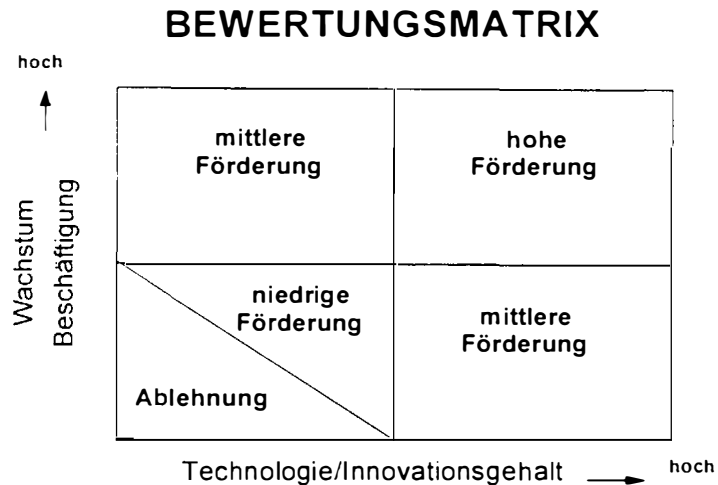 BEWERTUNGSMATRIX
hoch
mittlere
Förderung
hohe
Förderung
Wachstum
Beschäftigung
niedrige
Förderung
mittlere
Förderung
Ablehnung
Technologie/Innovationsgehalt
hoch